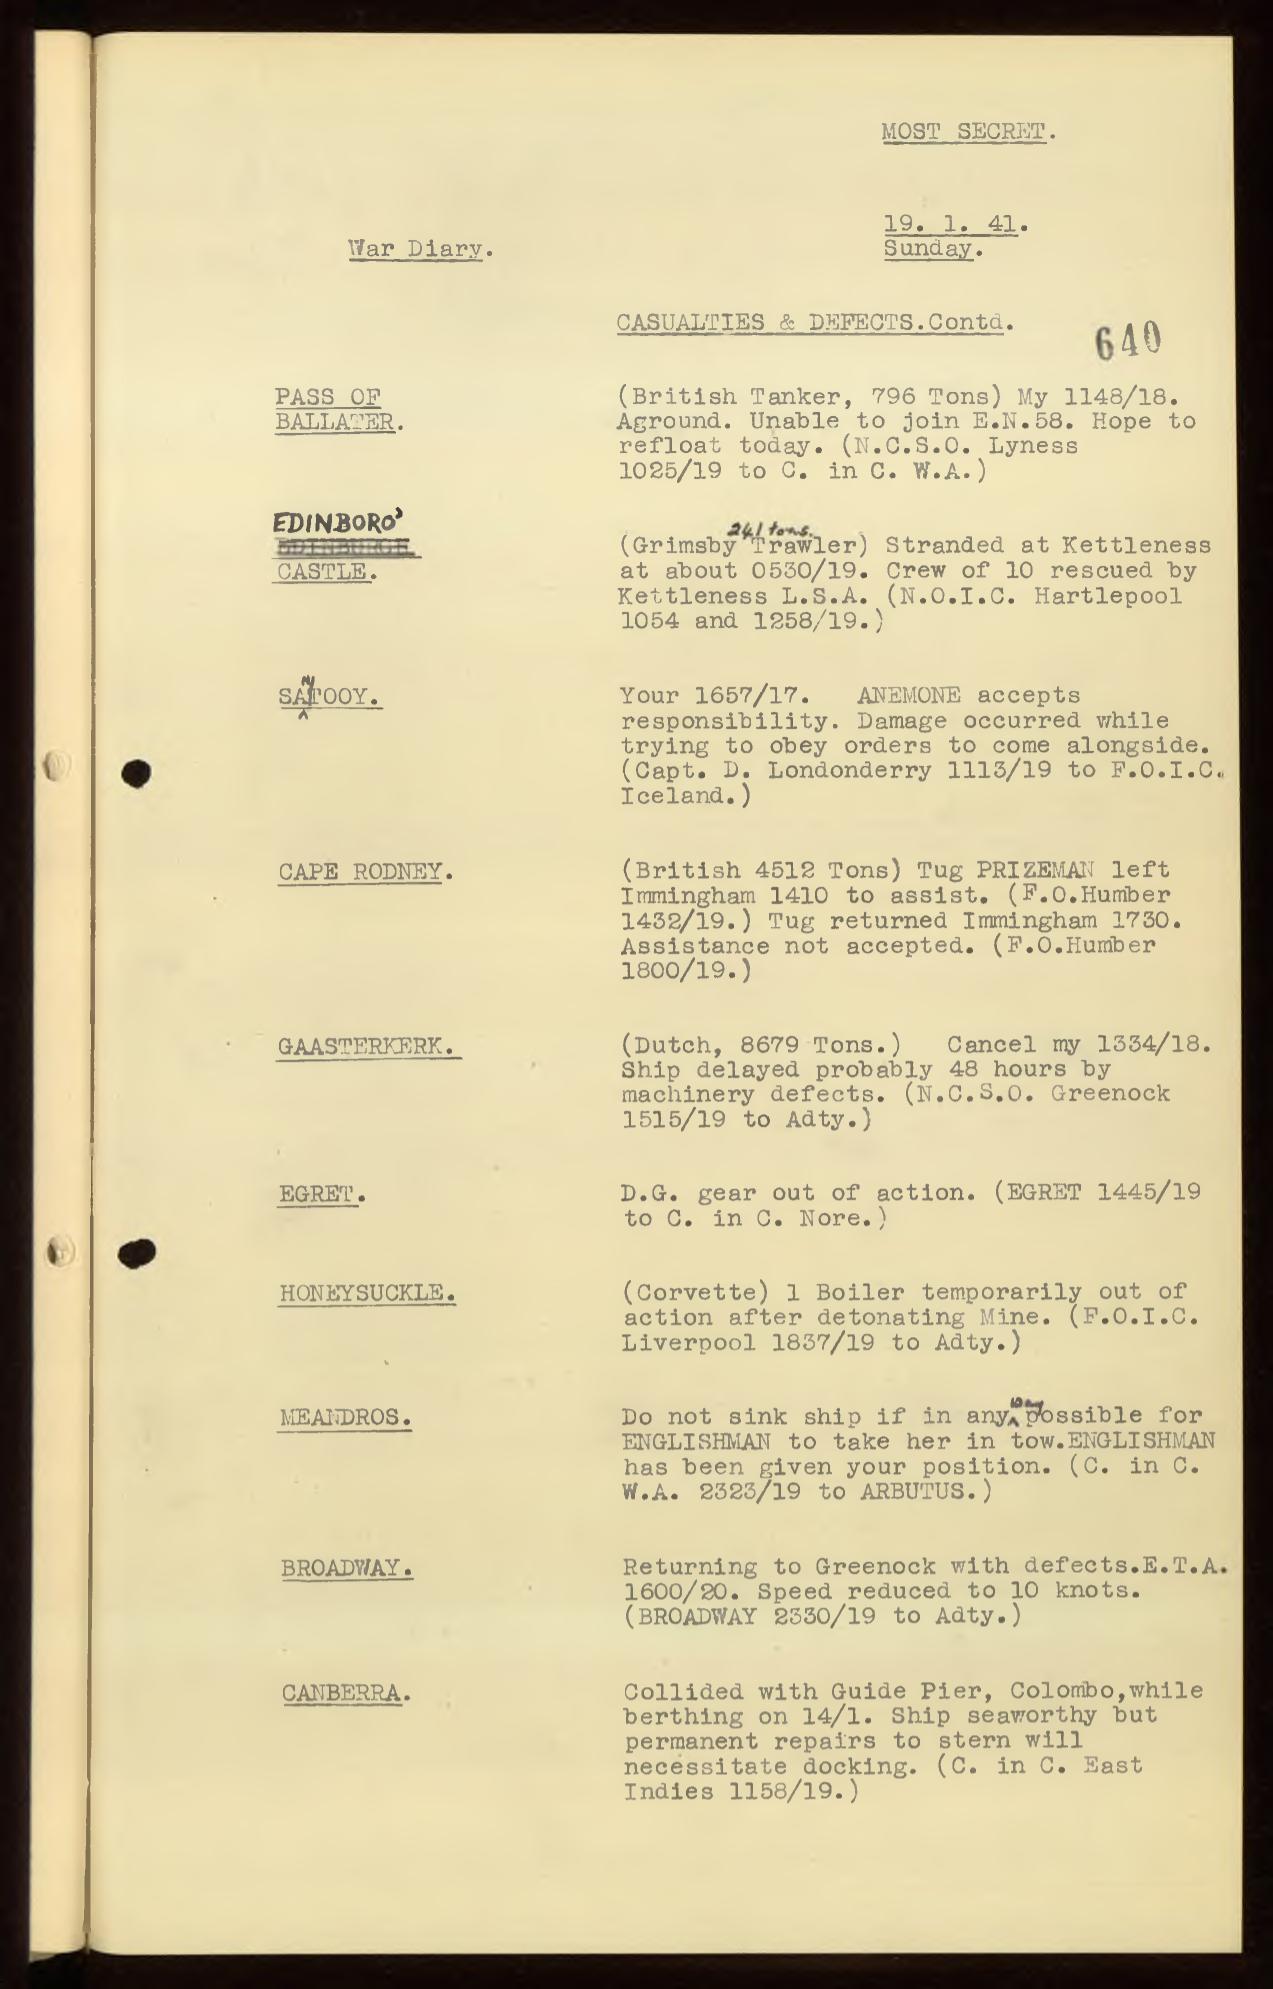 MOST SECRET.
19. 1. 41.
War Diary.
Sunday.
CASUALTIES & DEFECTS.Contd.
640
PASS OF
BALLATER.
(British Tanker, 796 Tons) My 1148/18.
Aground. Unable to join E.N.58. Hope to
refloat today. (N.C.S.O. Lyness
1025/19 to C. in C. W.A.)
EDINBORO'
EDINBURGH
CASTLE.
241 tons.
(Grimsby Trawler) Stranded at Kettleness
at about 0530/19. Crew of 10 rescued by
Kettleness L.S.A. (N.O.I.C. Hartlepool
1054 and 1258/19.)
SANTOOY.
Your 1657/17. ANEMONE accepts
responsibility. Damage occurred while
trying to obey orders to come alongside.
(Capt. D. Londonderry 1113/19 to F.O.I.C.
Iceland.)
CAPE RODNEY.
(British 4512 Tons) Tug PRIZEMAN left
Immingham 1410 to assist. (F.O.Humber
1432/19.) Tug returned Immingham 1730.
Assistance not accepted. (F.O.Humber
1800/19.)
GAASTERKERK.
(Dutch, 8679 Tons.) Cancel my 1334/18.
Ship delayed probably 48 hours by
machinery defects. (N.C.S.O. Greenock
1515/19 to Adty.)
EGRET.
D.G. gear out of action. (EGRET 1445/19
to C. in C. Nore.)
HONEYSUCKLE.
(Corvette) 1 Boiler temporarily out of
action after detonating Mine. (F.O.I.C.
Liverpool 1837/19 to Adty.)
MEANDROS.
Do not sink ship if in any way possible for
ENGLISHMAN to take her in tow.ENGLISHMAN
has been given your position. (C. in C.
W.A. 2323/19 to ARBUTUS.)
BROADWAY.
Returning to Greenock with defects.E.T.A.
1600/20. Speed reduced to 10 knots.
(BROADWAY 2330/19 to Adty.)
CANBERRA.
Collided with Guide Pier, Colombo,while
berthing on 14/1. Ship seaworthy but
permanent repairs to stern will
necessitate docking. (C. in C. East
Indies 1158/19.)